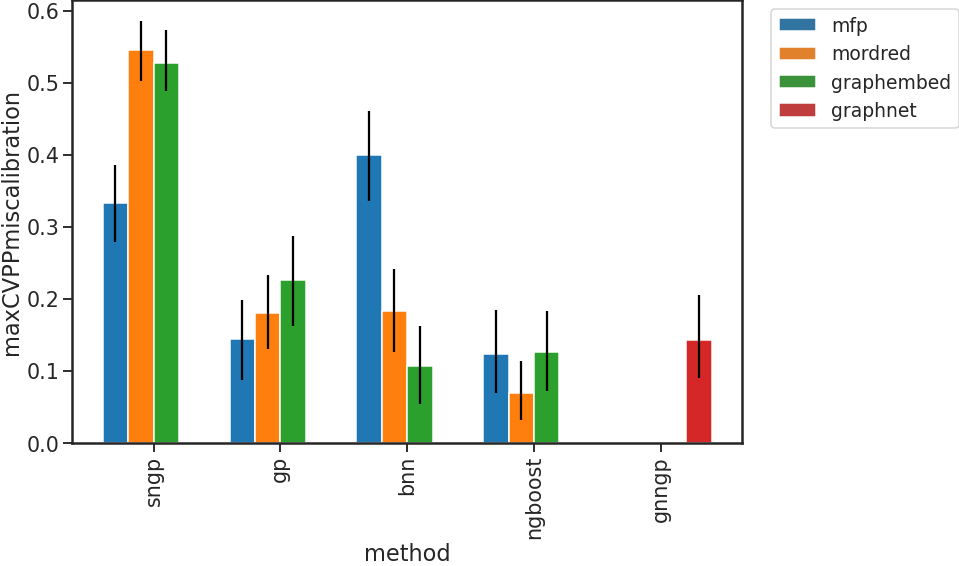 maxCVPPmiscalibration
0.6
0.5
0.4
0.3
0.2
0.1
0.0
sngp
gp
bnn
ngboost
gnngp
method
mfp
mordred
graphembed
graphnet